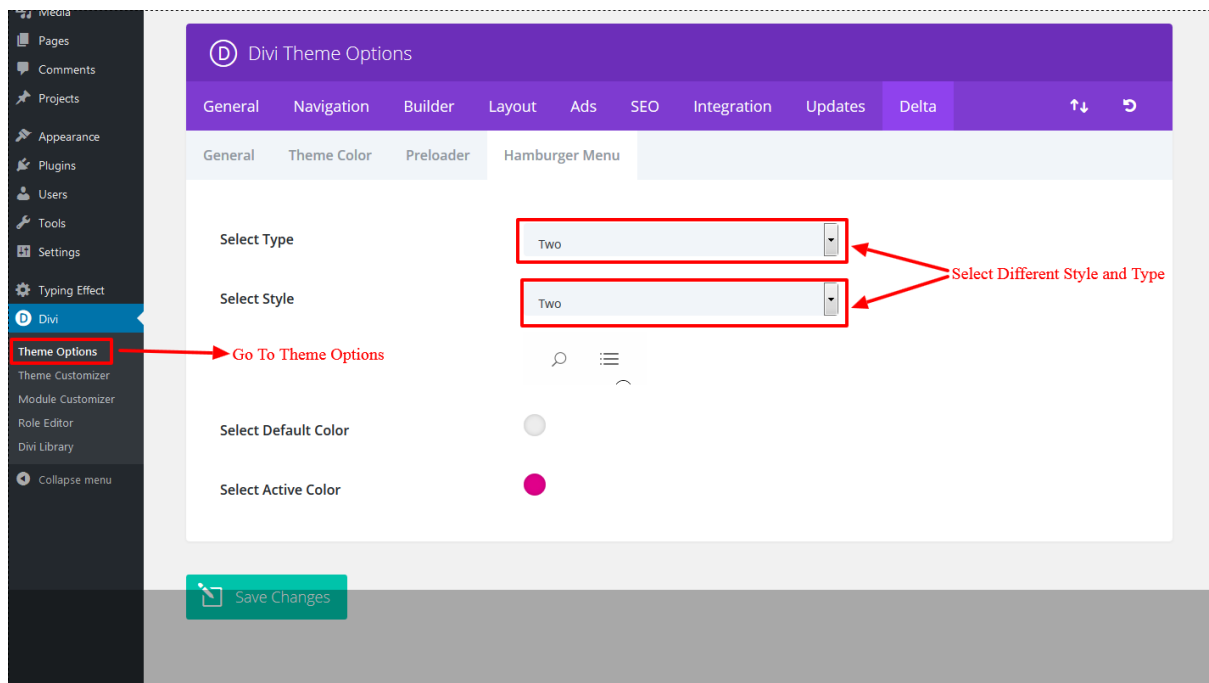 Media
Pages
Comments
Projects
Appearance
Plugins
Users
Tools
Settings
Typing Effect
D Divi
Theme Options
Theme Customizer
Module Customizer
Role Editor
Divi Library
Collapse menu
D Divi Theme Options
General Navigation Builder Layout Ads SEO Integration Updates Delta
General Theme Color Preloader Hamburger Menu
Select Type Two
Select Different Style and Type
Select Style Two
Go To Theme Options
Select Default Color
Select Active Color
Save Changes